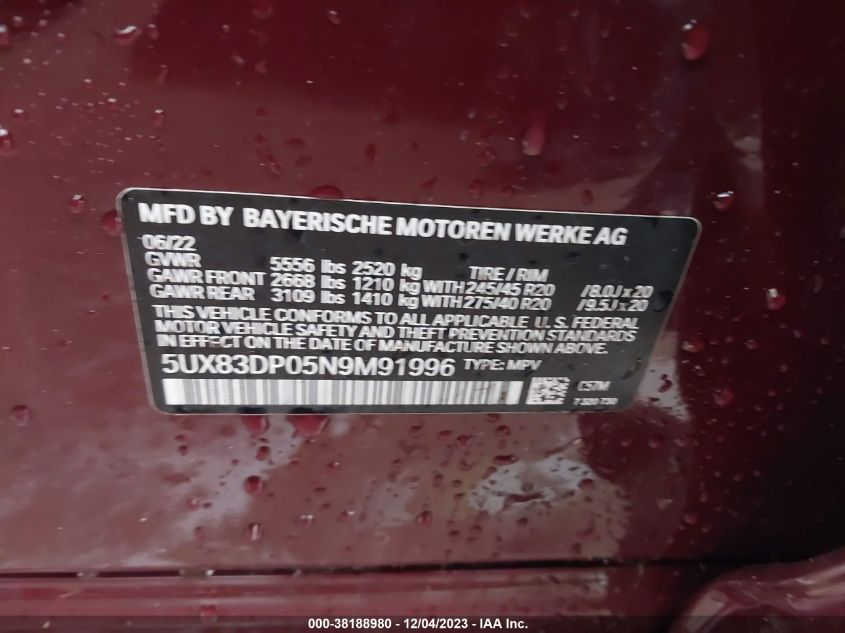 MFD BY BAYERISCHE MOTOREN WERKE AG
06/22
GVWR 5556 lbs 2520 kg TIRE / RIM
GAWR FRONT 2668 lbs 1210 kg WITH 245/45 R20 /8.0J x 20
GAWR REAR 3109 lbs 1410 kg WITH 275/40 R20 /9.5J x 20
THIS VEHICLE CONFORMS TO ALL APPLICABLE U. S. FEDERAL
MOTOR VEHICLE SAFETY AND THEFT PREVENTION STANDARDS
IN EFFECT ON THE DATE OF MANUFACTURE SHOWN ABOVE.
5UX83DP05N9M91996 TYPE: MPV
000-38188980 - 12/04/2023 - IAA Inc.